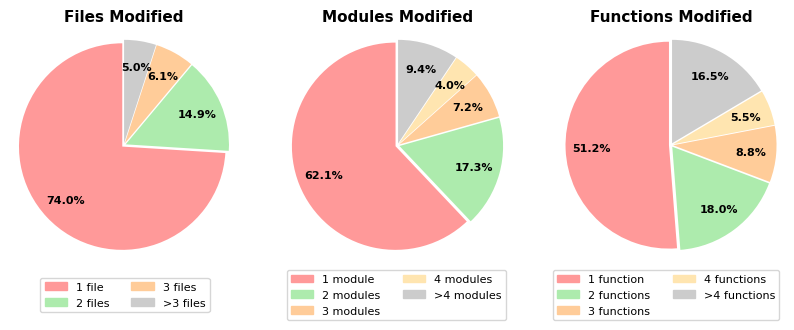 Files Modified
5.0%
6.1%
14.9%
74.0%
1 file
2 files
3 files
>3 files
Modules Modified
9.4%
4.0%
7.2%
17.3%
62.1%
1 module
2 modules
3 modules
4 modules
>4 modules
Functions Modified
16.5%
5.5%
8.8%
18.0%
51.2%
1 function
2 functions
3 functions
4 functions
>4 functions